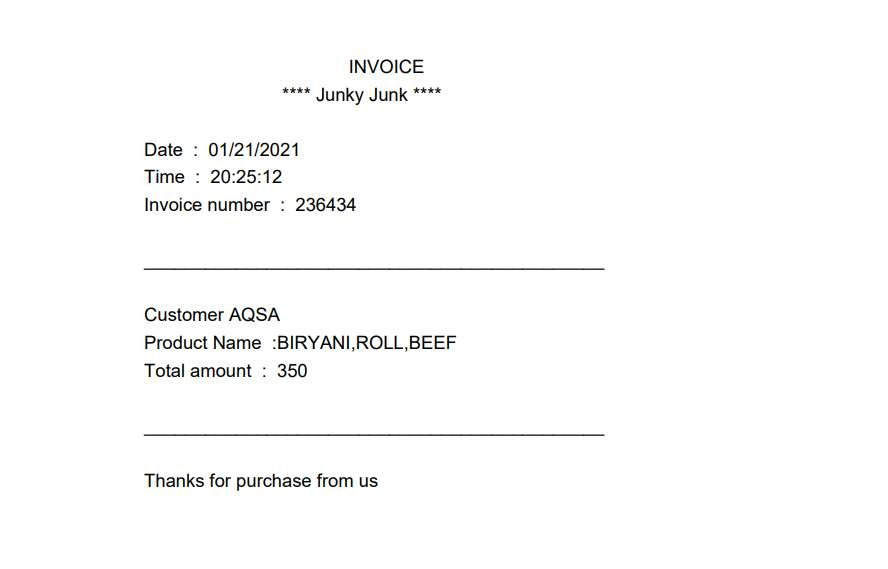 INVOICE
**** Junky Junk ****
Date : 01/21/2021
Time : 20:25:12
Invoice number : 236434
Customer AQSA
Product Name :BIRYANI,ROLL,BEEF
Total amount : 350
Thanks for purchase from us